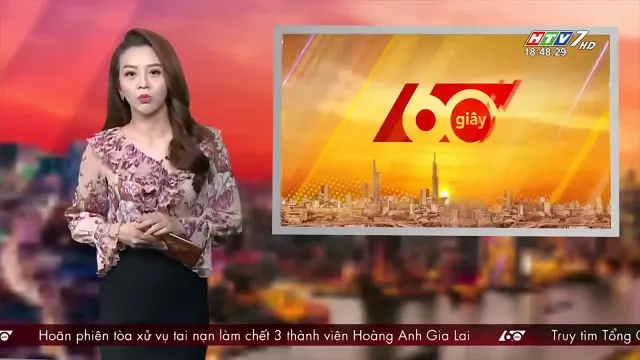 HTV7 HD
18:48:29
60 giây
60 Hoãn phiên tòa xử vụ tai nạn làm chết 3 thành viên Hoàng Anh Gia Lai 60 Truy tìm Tổng